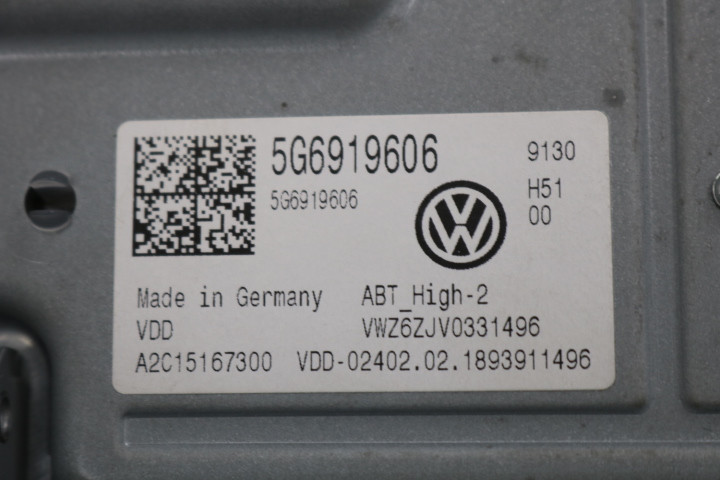 5G6919606
5G6919606
9130
H51
00
Made in Germany
ABT_High-2
VDD
VWZ6ZJV0331496
A2C15167300
VDD-02402.02.1893911496